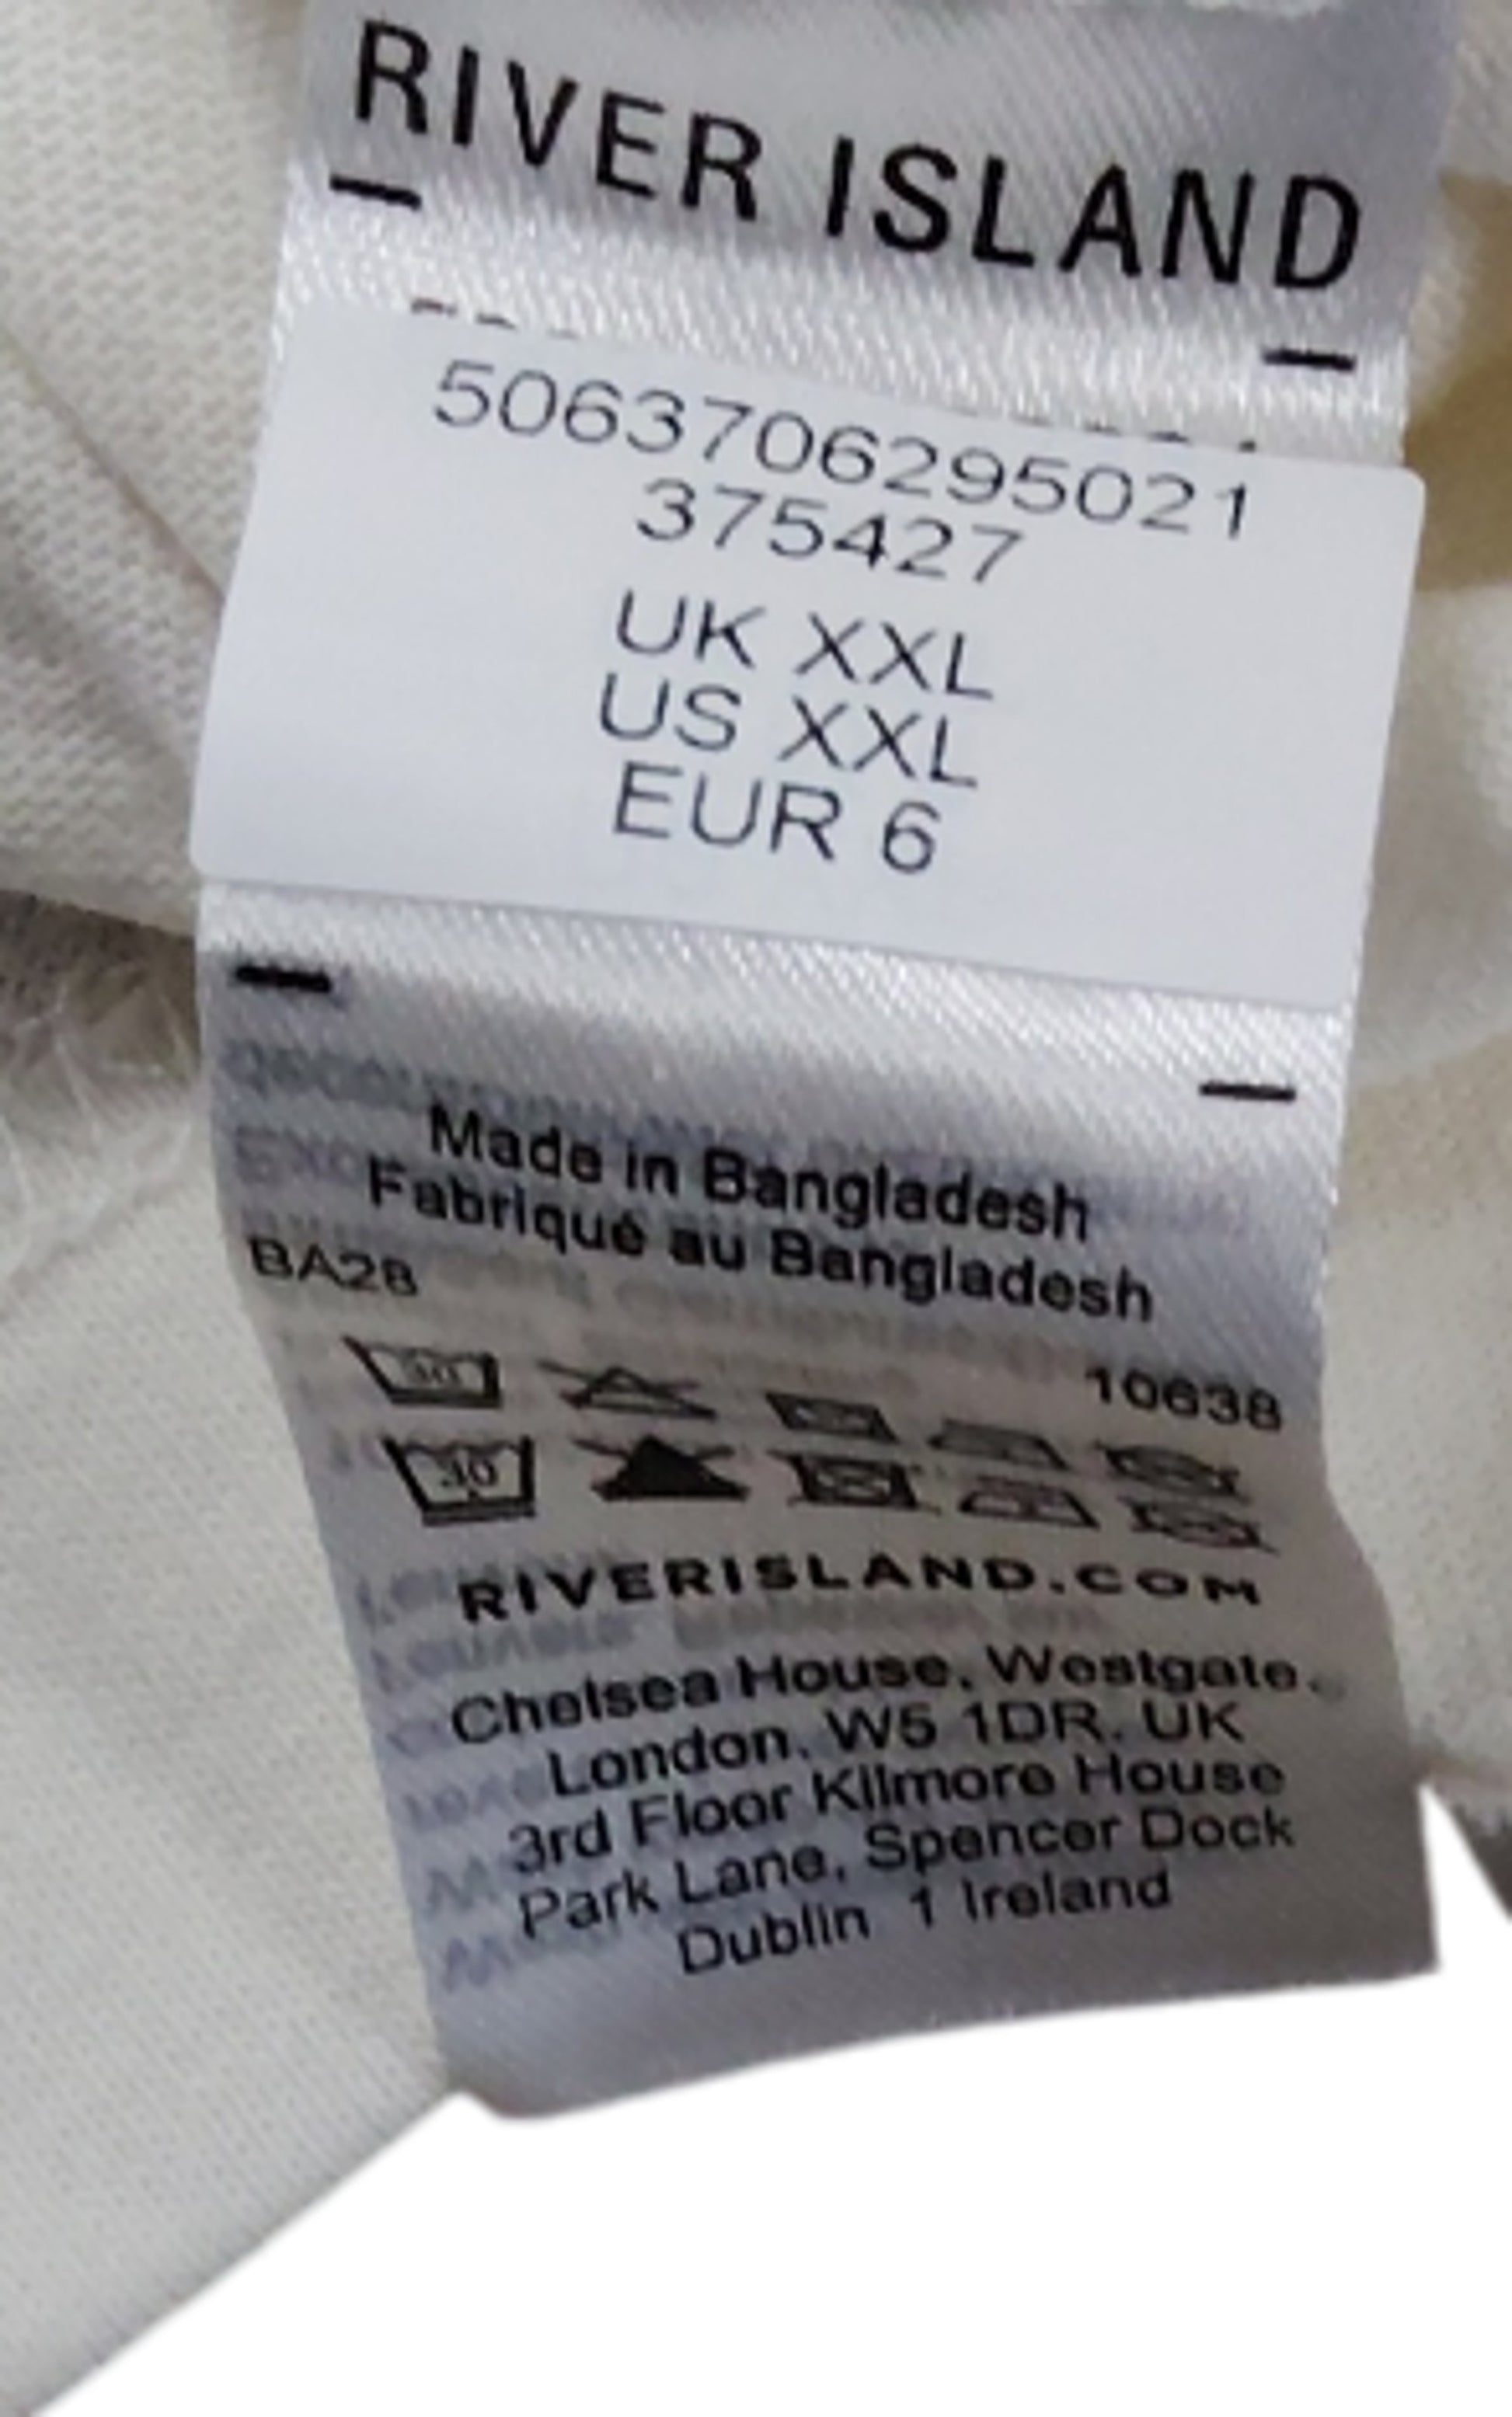 RIVER ISLAND
5063706295021
375427
UK XXL
US XXL
EUR 6
Made in Bangladesh
Fabriqué au Bangladesh
BA28
10638
30
30
RIVERISLAND.COM
Chelsea House, Westgate,
London, W5 1DR, UK
3rd Floor Kilmore House
Park Lane, Spencer Dock
Dublin 1 Ireland